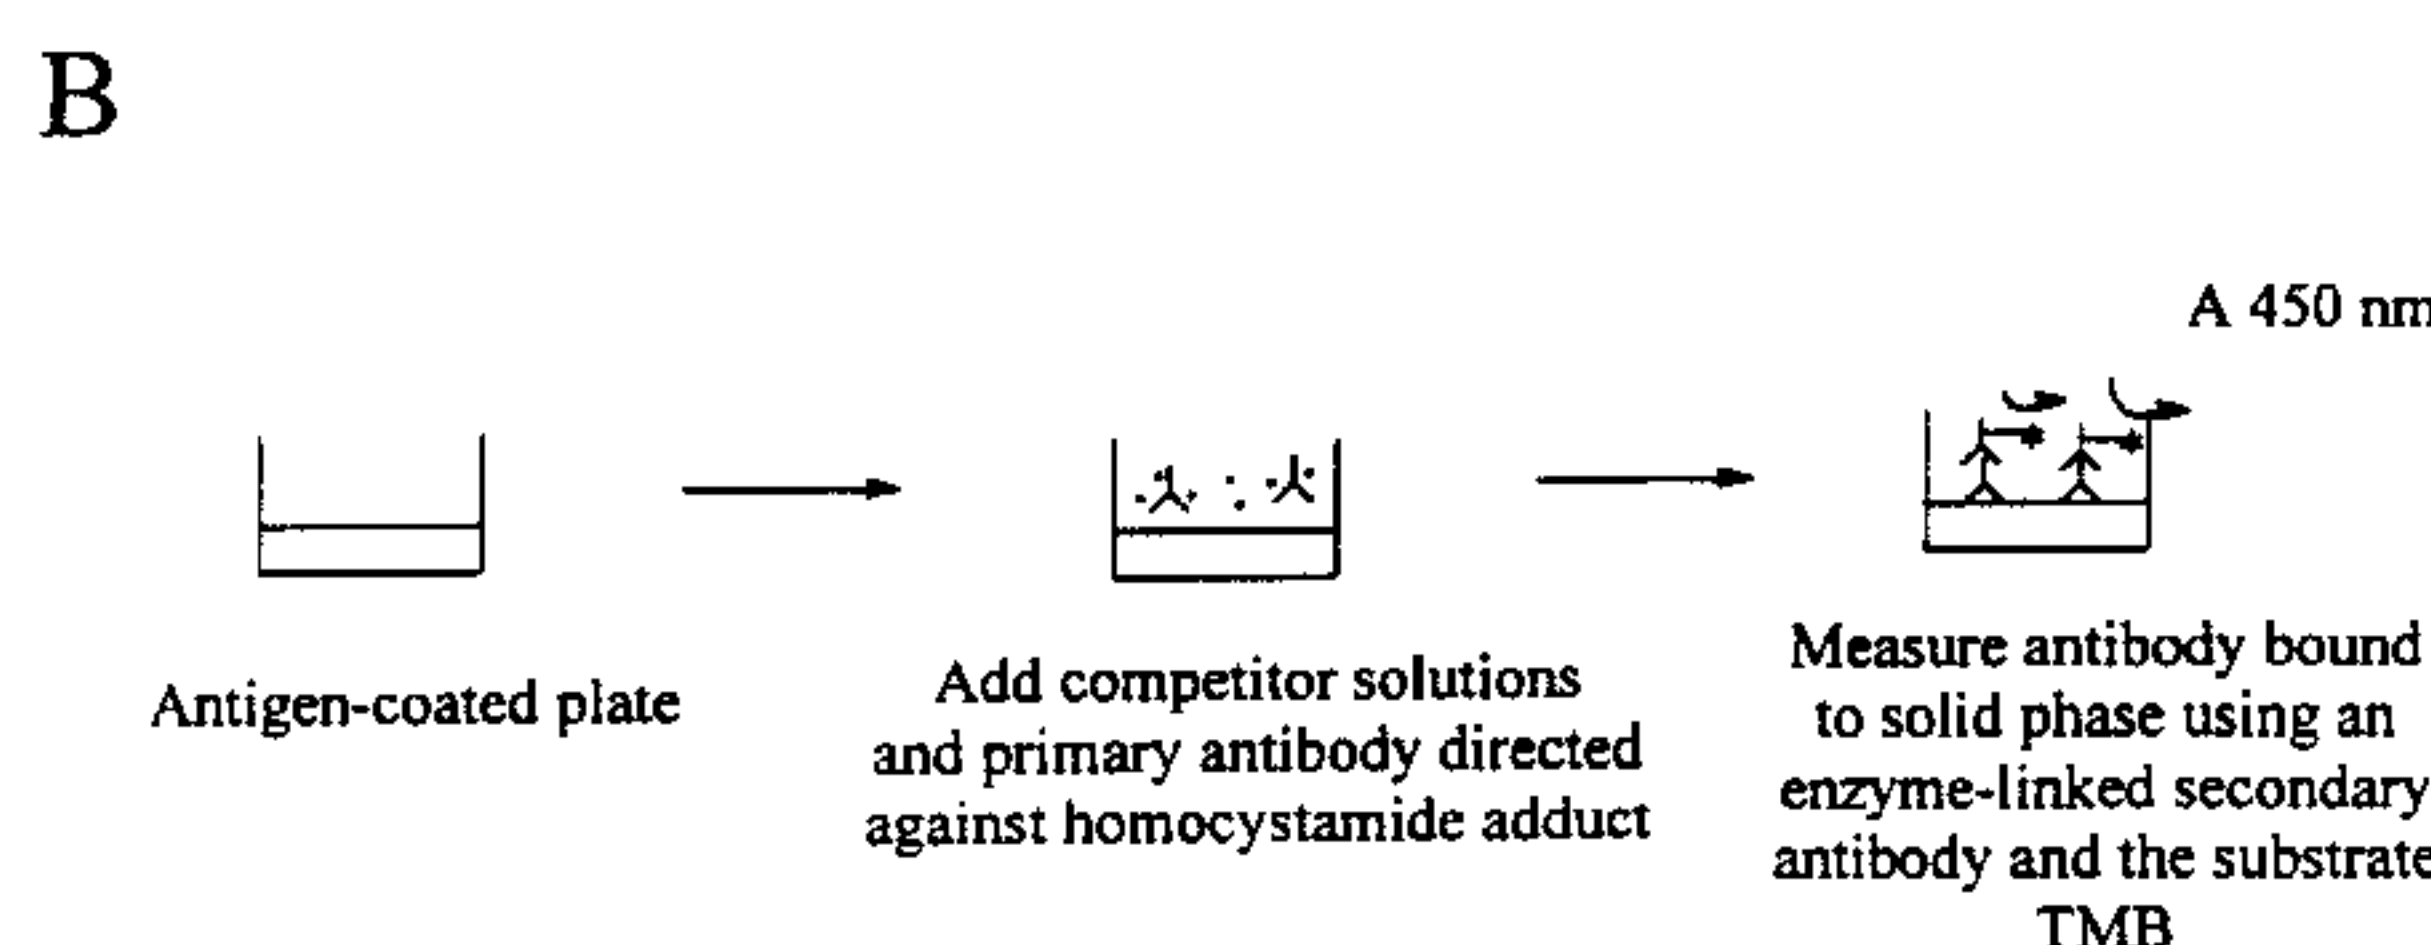 B
A 450 nm
Antigen-coated plate
Add competitor solutions
and primary antibody directed
against homocystamide adduct
Measure antibody bound
to solid phase using an
enzyme-linked secondary
antibody and the substrate
TMB